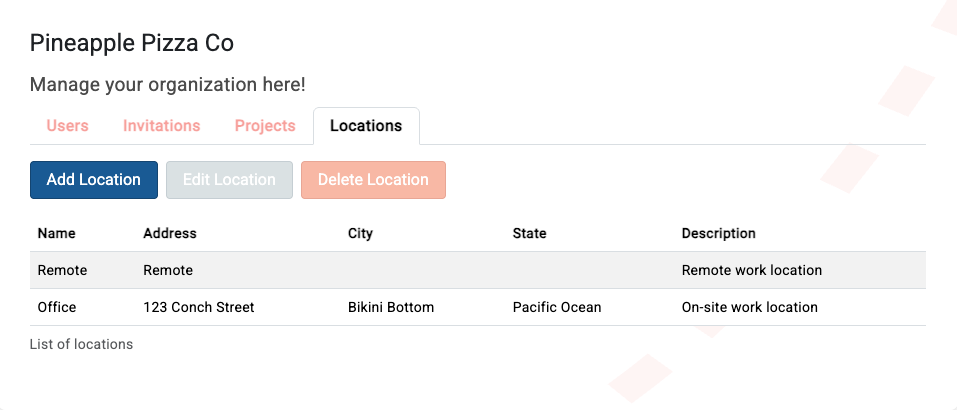 Pineapple Pizza Co
Manage your organization here!
Users Invitations Projects Locations
Add Location Edit Location Delete Location
Name Address City State Description
Remote Remote Remote work location
Office 123 Conch Street Bikini Bottom Pacific Ocean On-site work location
List of locations